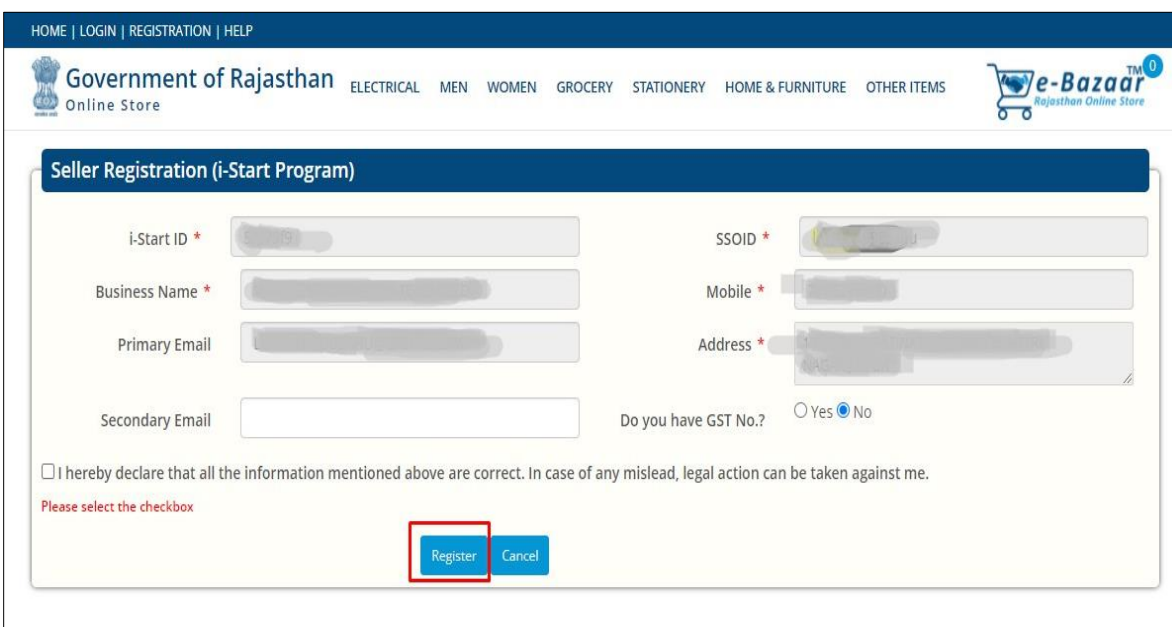 HOME | LOGIN | REGISTRATION | HELP
Government of Rajasthan
Online Store
ELECTRICAL MEN WOMEN GROCERY STATIONERY HOME & FURNITURE OTHER ITEMS
e-Bazaar TM
Rajasthan Online Store
0
Seller Registration (i-Start Program)
i-Start ID *
SSOID *
Business Name *
Mobile *
Primary Email
Address *
Secondary Email
Do you have GST No.?
Yes No
I hereby declare that all the information mentioned above are correct. In case of any mislead, legal action can be taken against me.
Please select the checkbox
Register Cancel